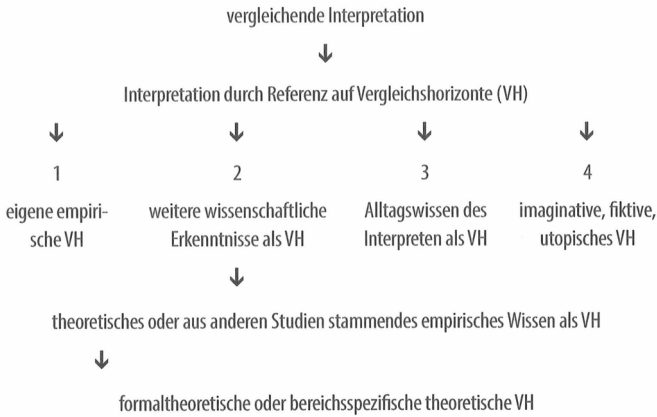 vergleichende Interpretation
↓
Interpretation durch Referenz auf Vergleichshorizonte (VH)
↓ ↓ ↓ ↓
1 2 3 4
eigene empiri- weitere wissenschaftliche Alltagswissen des imaginative, fiktive,
sche VH Erkenntnisse als VH Interpreten als VH utopisches VH
↓
theoretisches oder aus anderen Studien stammendes empirisches Wissen als VH
↓
formaltheoretische oder bereichsspezifische theoretische VH